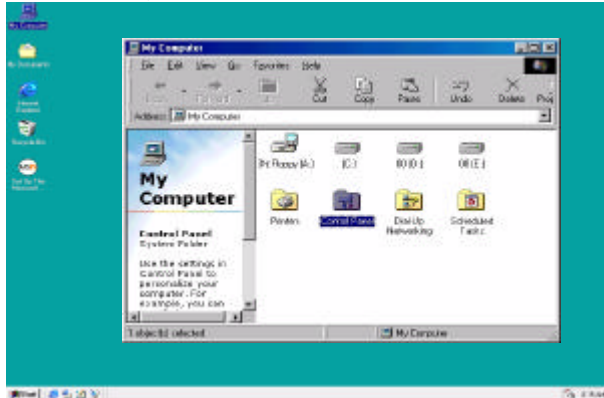 My Computer
My Computer
File Edit View Go Favorites Help
Cut Copy Paste Undo Delete
Address My Computer
My
Computer
(C:)
Printers
Control Panel
Dial-Up
Networking
Scheduled
Tasks
Control Panel
System Folder
Use the settings in
Control Panel to
personalize your
computer. For
example, you can
1 object(s) selected
My Computer